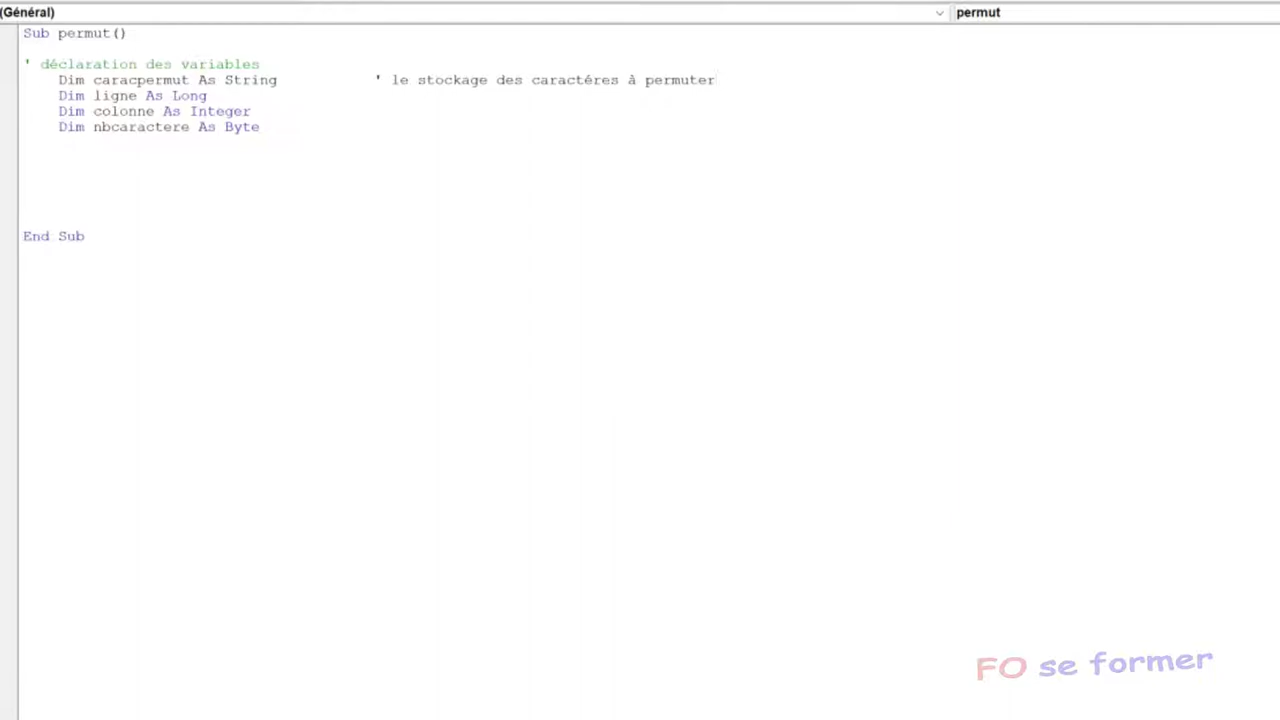 (Général)
permut
Sub permut()
' déclaration des variables
Dim caracpermut As String ' le stockage des caractéres à permuter
Dim ligne As Long
Dim colonne As Integer
Dim nbcaractere As Byte
End Sub
FO se former